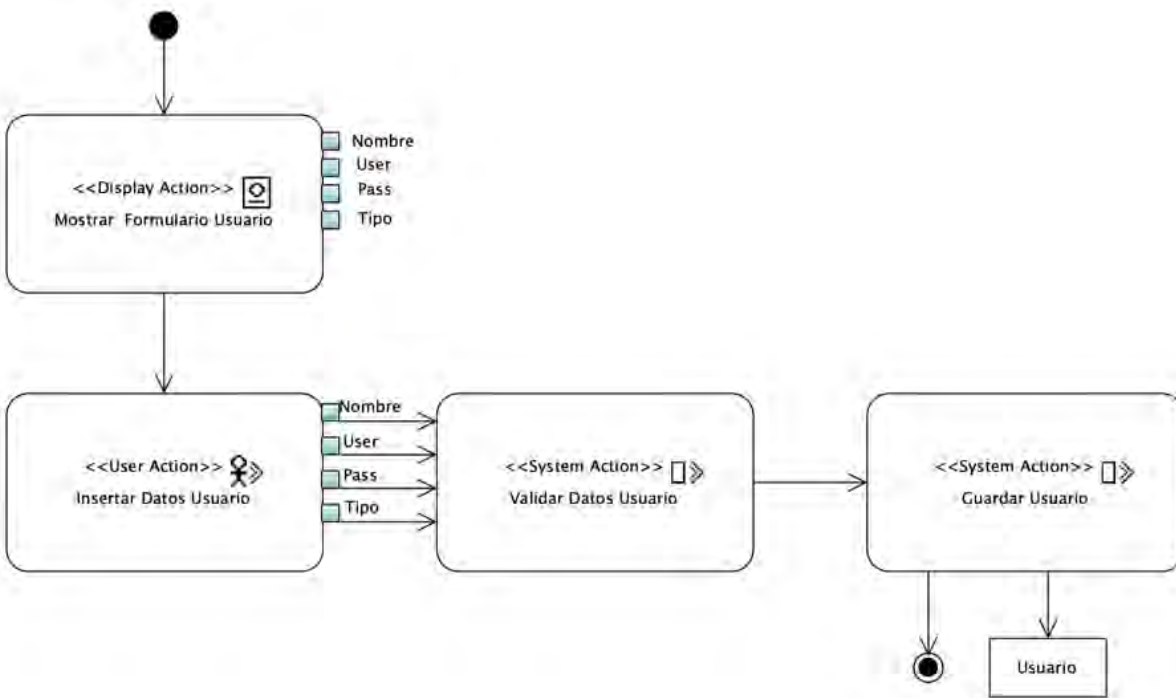 Nombre
User
Pass
Tipo
<<Display Action>>
Mostrar Formulario Usuario
<<User Action>>
Insertar Datos Usuario
Nombre
User
Pass
Tipo
<<System Action>>
Validar Datos Usuario
<<System Action>>
Guardar Usuario
Usuario